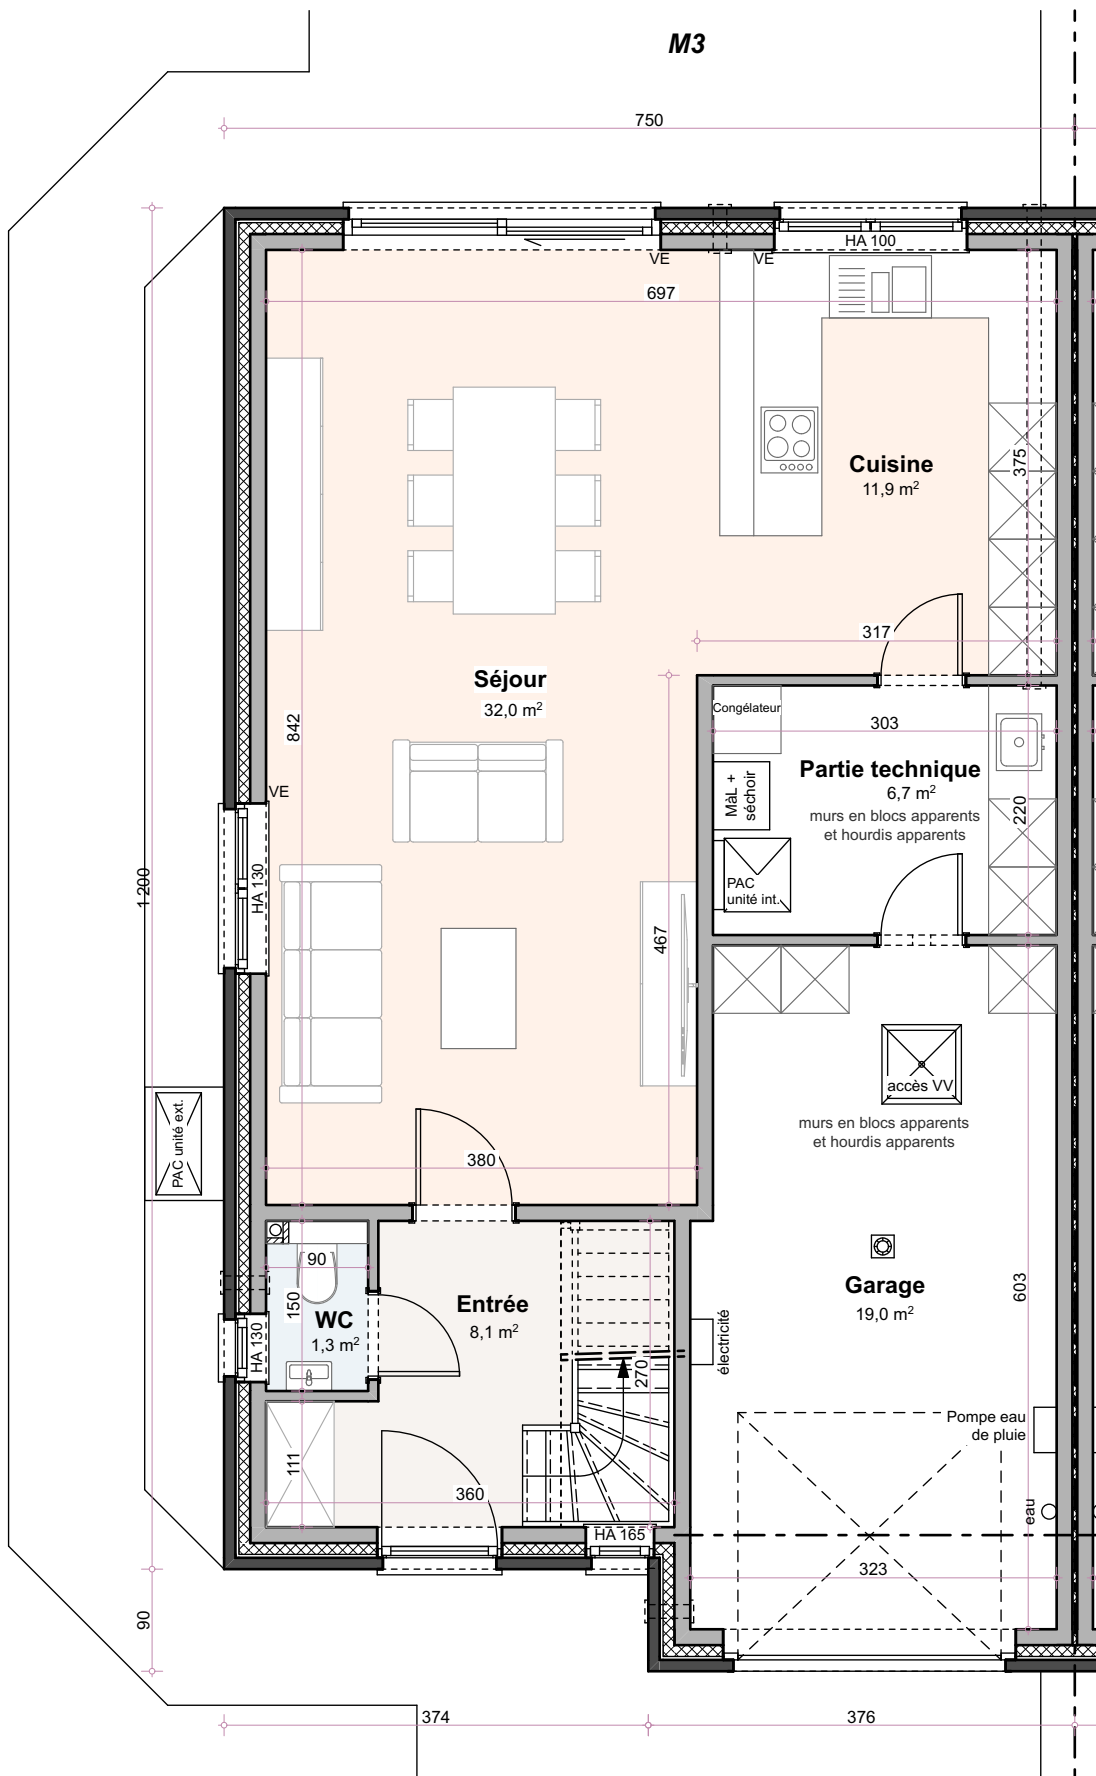 M3
750
HA 100
VE
VE
697
Cuisine
11,9 m²
375
317
Séjour
32,0 m²
842
Congélateur
303
Partie technique
6,7 m²
murs en blocs apparents
et hourdis apparents
MàL +
séchoir
220
PAC
unité int.
VE
HA 130
1 200
467
accès VV
murs en blocs apparents
et hourdis apparents
PAC unité ext.
380
90
150
WC
1,3 m²
HA 130
Entrée
8,1 m²
270
électricité
Garage
19,0 m²
603
Pompe eau
de pluie
111
360
HA 165
eau
323
90
374
376